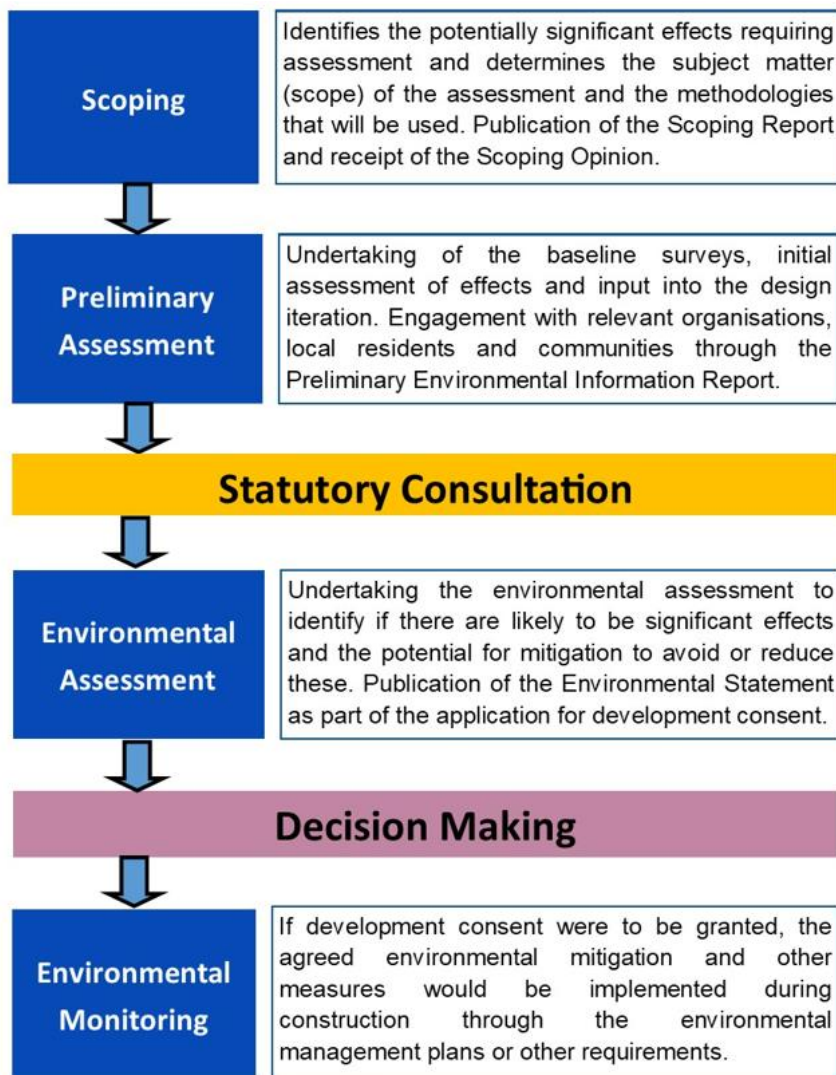 Scoping
Identifies the potentially significant effects requiring
assessment and determines the subject matter
(scope) of the assessment and the methodologies
that will be used. Publication of the Scoping Report
and receipt of the Scoping Opinion.
Preliminary
Assessment
Undertaking of the baseline surveys, initial
assessment of effects and input into the design
iteration. Engagement with relevant organisations,
local residents and communities through the
Preliminary Environmental Information Report.
Statutory Consultation
Environmental
Assessment
Undertaking the environmental assessment to
identify if there are likely to be significant effects
and the potential for mitigation to avoid or reduce
these. Publication of the Environmental Statement
as part of the application for development consent.
Decision Making
Environmental
Monitoring
If development consent were to be granted, the
agreed environmental mitigation and other
measures would be implemented during
construction through the environmental
management plans or other requirements.